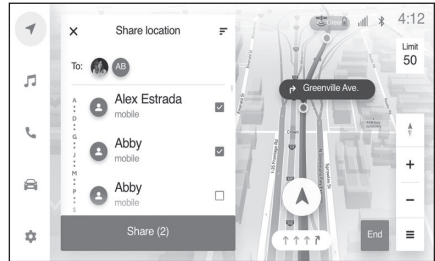 4:12
× Share location
Limit
50
To: AB
Greenville Ave.
A
D
G
J
M
P
S
Alex Estrada
mobile
Abby
mobile
Abby
mobile
Share (2)
+
−
End